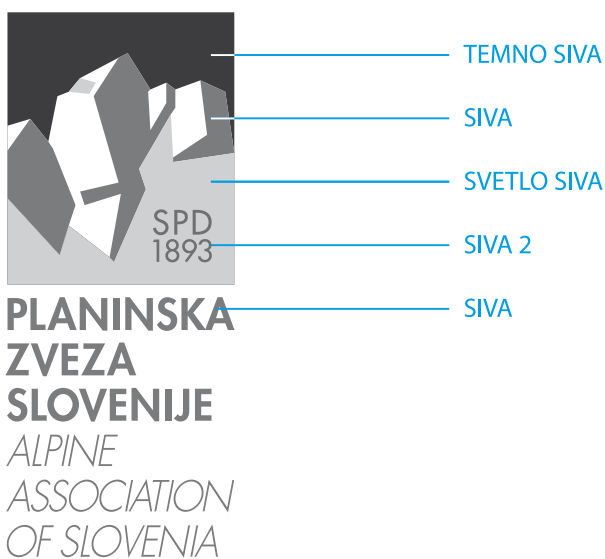 TEMNO SIVA
SIVA
SVETLO SIVA
SPD
1893
SIVA 2
SIVA
PLANINSKA
ZVEZA
SLOVENIJE
ALPINE
ASSOCIATION
OF SLOVENIA